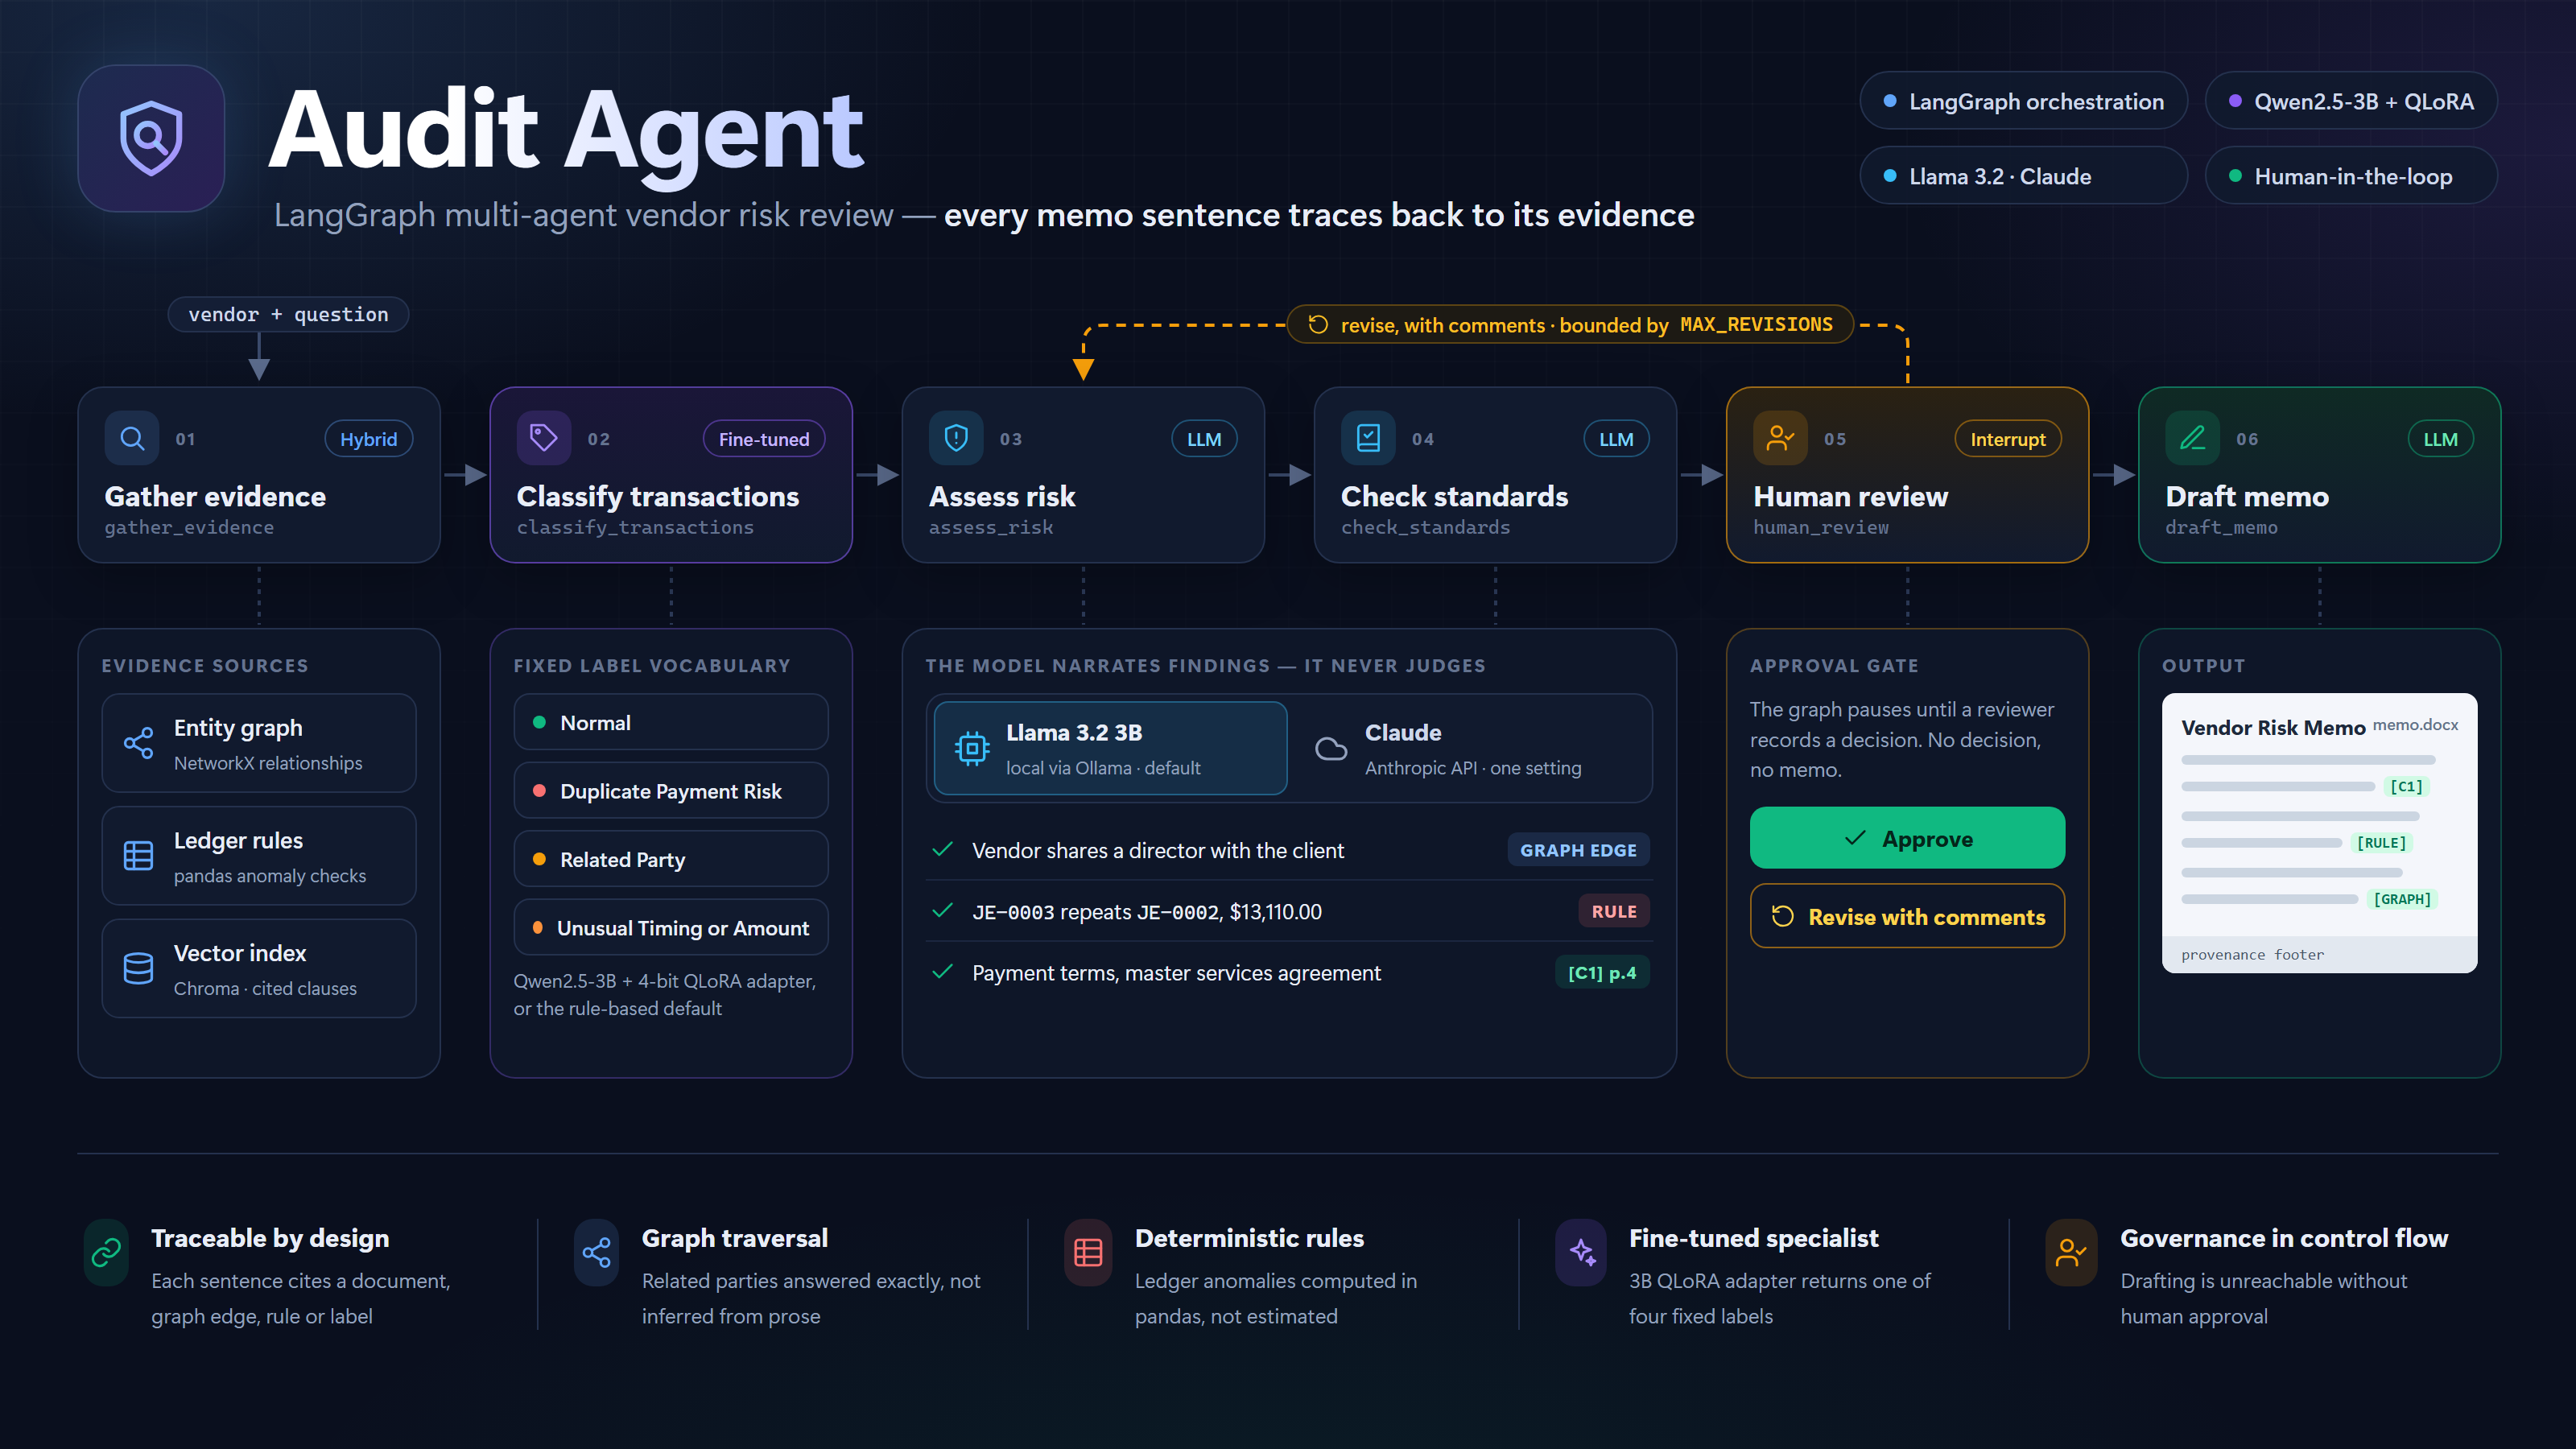 Audit Agent
LangGraph multi-agent vendor risk review — every memo sentence traces back to its evidence
LangGraph orchestration
Qwen2.5-3B + QLoRA
Llama 3.2 · Claude
Human-in-the-loop
vendor + question
revise, with comments · bounded by MAX_REVISIONS
01
Hybrid
Gather evidence
gather_evidence
02
Fine-tuned
Classify transactions
classify_transactions
03
LLM
Assess risk
assess_risk
04
LLM
Check standards
check_standards
05
Interrupt
Human review
human_review
06
LLM
Draft memo
draft_memo
EVIDENCE SOURCES
Entity graph
NetworkX relationships
Ledger rules
pandas anomaly checks
Vector index
Chroma · cited clauses
FIXED LABEL VOCABULARY
Normal
Duplicate Payment Risk
Related Party
Unusual Timing or Amount
Qwen2.5-3B + 4-bit QLoRA adapter,
or the rule-based default
THE MODEL NARRATES FINDINGS — IT NEVER JUDGES
Llama 3.2 3B
local via Ollama · default
Claude
Anthropic API · one setting
Vendor shares a director with the client
GRAPH EDGE
JE-0003 repeats JE-0002, $13,110.00
RULE
Payment terms, master services agreement
[C1] p.4
APPROVAL GATE
The graph pauses until a reviewer
records a decision. No decision,
no memo.
Approve
Revise with comments
OUTPUT
Vendor Risk Memo memo.docx
[C1]
[RULE]
[GRAPH]
provenance footer
Traceable by design
Each sentence cites a document,
graph edge, rule or label
Graph traversal
Related parties answered exactly, not
inferred from prose
Deterministic rules
Ledger anomalies computed in
pandas, not estimated
Fine-tuned specialist
3B QLoRA adapter returns one of
four fixed labels
Governance in control flow
Drafting is unreachable without
human approval